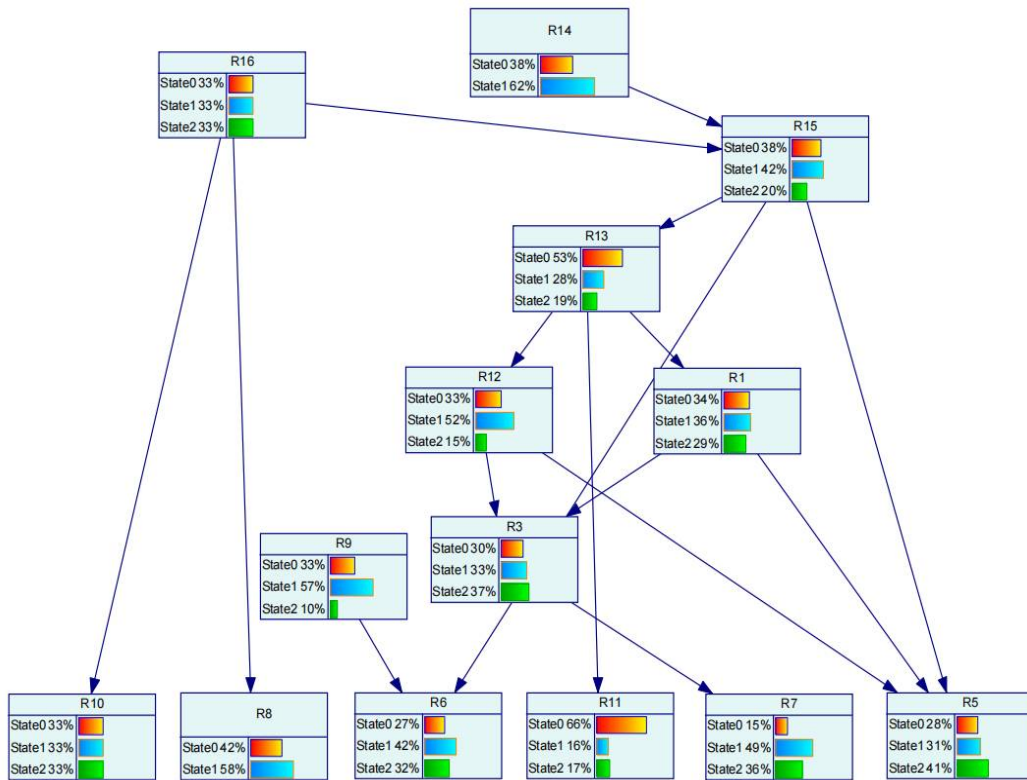 R14
State0 38%
State1 62%
R16
State0 33%
State1 33%
State2 33%
R15
State0 38%
State1 42%
State2 20%
R13
State0 53%
State1 28%
State2 19%
R12
State0 33%
State1 52%
State2 15%
R1
State0 34%
State1 36%
State2 29%
R3
State0 30%
State1 33%
State2 37%
R9
State0 33%
State1 57%
State2 10%
R10
State0 33%
State1 33%
State2 33%
R8
State0 42%
State1 58%
R6
State0 27%
State1 42%
State2 32%
R11
State0 66%
State1 16%
State2 17%
R7
State0 15%
State1 49%
State2 36%
R5
State0 28%
State1 31%
State2 41%